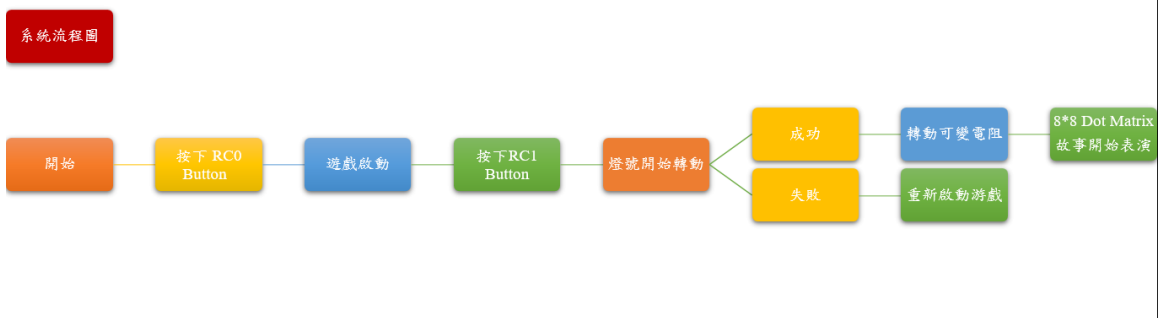 系統流程圖
開始
按下 RC0
Button
遊戲啟動
按下RC1
Button
燈號開始轉動
成功
轉動可變電阻
8*8 Dot Matrix
故事開始表演
失敗
重新啟動游戲